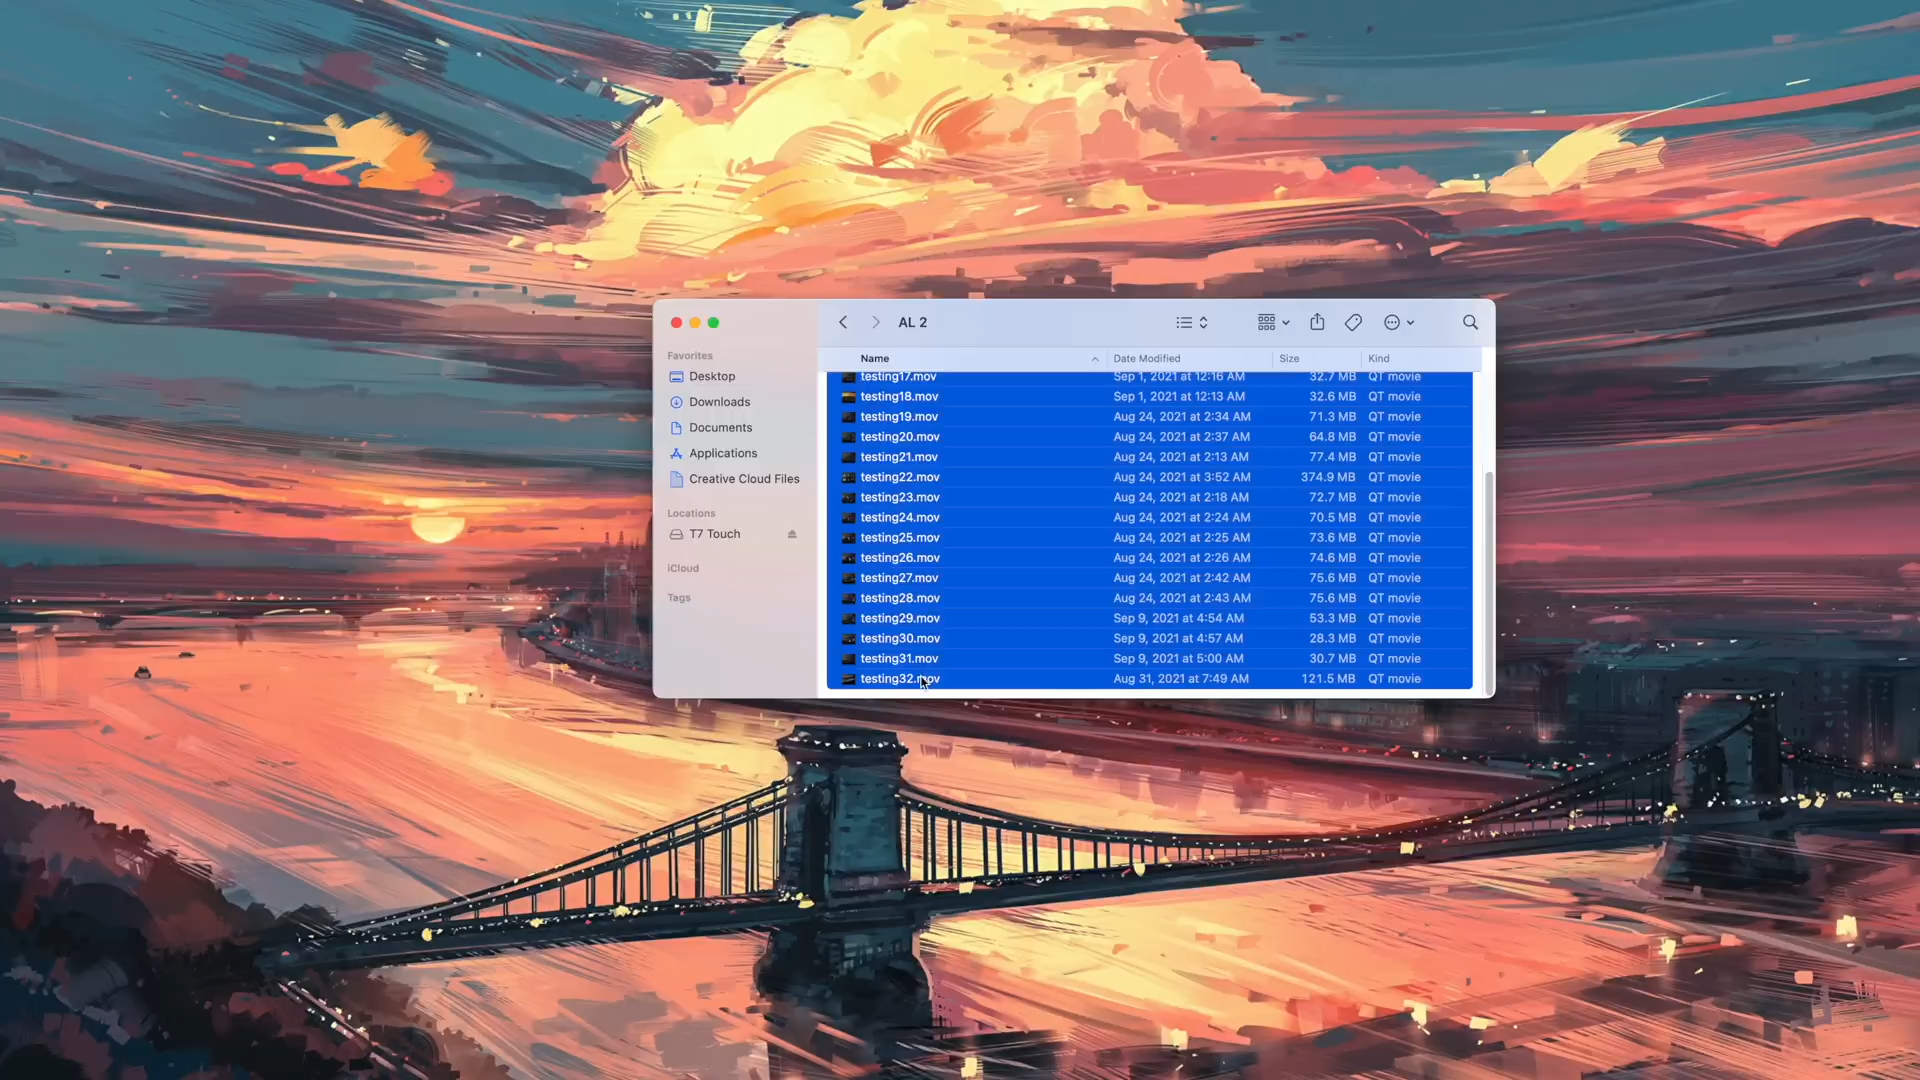 AL 2
Favorites
Desktop
Downloads
Documents
Applications
Creative Cloud Files
Locations
T7 Touch
iCloud
Tags
Name Date Modified Size Kind
testing17.mov Sep 1, 2021 at 12:16 AM 32.7 MB QT movie
testing18.mov Sep 1, 2021 at 12:13 AM 32.6 MB QT movie
testing19.mov Aug 24, 2021 at 2:34 AM 71.3 MB QT movie
testing20.mov Aug 24, 2021 at 2:37 AM 64.8 MB QT movie
testing21.mov Aug 24, 2021 at 2:13 AM 77.4 MB QT movie
testing22.mov Aug 24, 2021 at 3:52 AM 374.9 MB QT movie
testing23.mov Aug 24, 2021 at 2:18 AM 72.7 MB QT movie
testing24.mov Aug 24, 2021 at 2:24 AM 70.5 MB QT movie
testing25.mov Aug 24, 2021 at 2:25 AM 73.6 MB QT movie
testing26.mov Aug 24, 2021 at 2:26 AM 74.6 MB QT movie
testing27.mov Aug 24, 2021 at 2:42 AM 75.6 MB QT movie
testing28.mov Aug 24, 2021 at 2:43 AM 75.6 MB QT movie
testing29.mov Sep 9, 2021 at 4:54 AM 53.3 MB QT movie
testing30.mov Sep 9, 2021 at 4:57 AM 28.3 MB QT movie
testing31.mov Sep 9, 2021 at 5:00 AM 30.7 MB QT movie
testing32.mov Aug 31, 2021 at 7:49 AM 121.5 MB QT movie